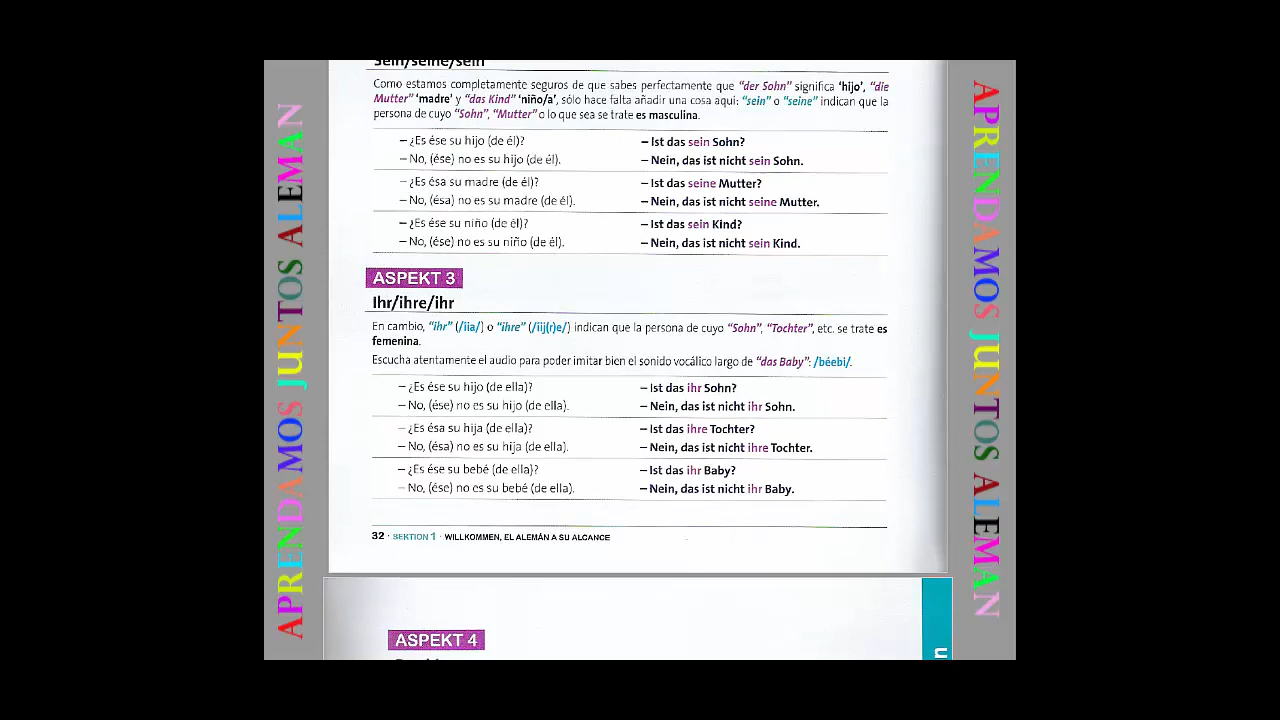 APRENDAMOS JUNTOS ALEMAN
Sein/seine/sein
Como estamos completamente seguros de que sabes perfectamente que "der Sohn" significa 'hijo', "die
Mutter" 'madre' y "das Kind" 'niño/a', sólo hace falta añadir una cosa aquí: "sein" o "seine" indican que la
persona de cuyo "Sohn", "Mutter" o lo que sea se trate es masculina.
– ¿Es ése su hijo (de él)? – Ist das sein Sohn?
– No, (ése) no es su hijo (de él). – Nein, das ist nicht sein Sohn.
– ¿Es ésa su madre (de él)? – Ist das seine Mutter?
– No, (ésa) no es su madre (de él). – Nein, das ist nicht seine Mutter.
– ¿Es ése su niño (de él)? – Ist das sein Kind?
– No, (ése) no es su niño (de él). – Nein, das ist nicht sein Kind.
ASPEKT 3
Ihr/ihre/ihr
En cambio, "ihr" (/iia/) o "ihre" (/iij(r)e/) indican que la persona de cuyo "Sohn", "Tochter", etc. se trate es
femenina.
Escucha atentamente el audio para poder imitar bien el sonido vocálico largo de "das Baby": /béebi/.
– ¿Es ése su hijo (de ella)? – Ist das ihr Sohn?
– No, (ése) no es su hijo (de ella). – Nein, das ist nicht ihr Sohn.
– ¿Es ésa su hija (de ella)? – Ist das ihre Tochter?
– No, (ésa) no es su hija (de ella). – Nein, das ist nicht ihre Tochter.
– ¿Es ése su bebé (de ella)? – Ist das ihr Baby?
– No, (ése) no es su bebé (de ella). – Nein, das ist nicht ihr Baby.
32 · SEKTION 1 · WILLKOMMEN, EL ALEMÁN A SU ALCANCE
ASPEKT 4
n
APRENDAMOS JUNTOS ALEMAN